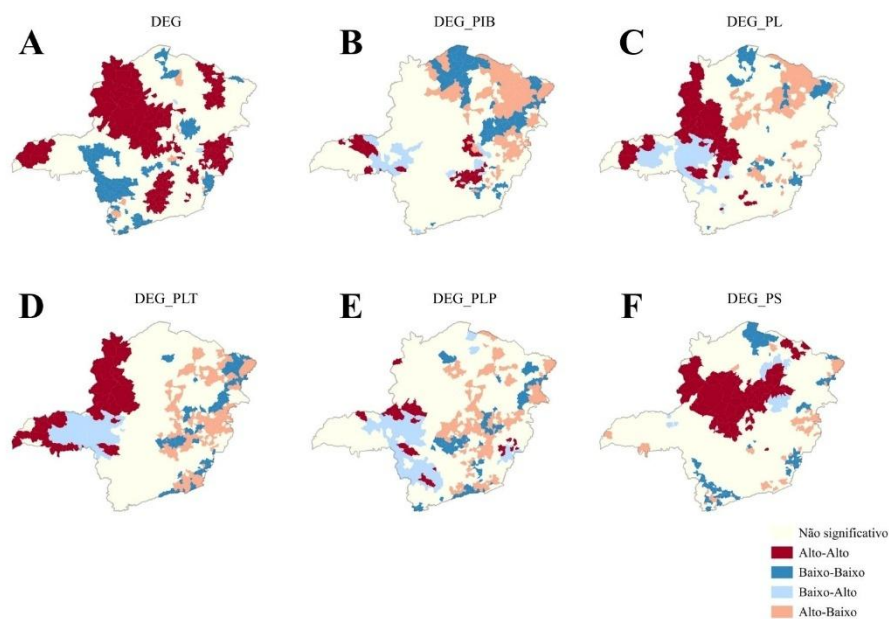 DEG
DEG_PIB
DEG_PL
A
B
C
DEG_PLT
DEG_PLP
DEG_PS
D
E
F
Não significativo
Alto-Alto
Baixo-Baixo
Baixo-Alto
Alto-Baixo